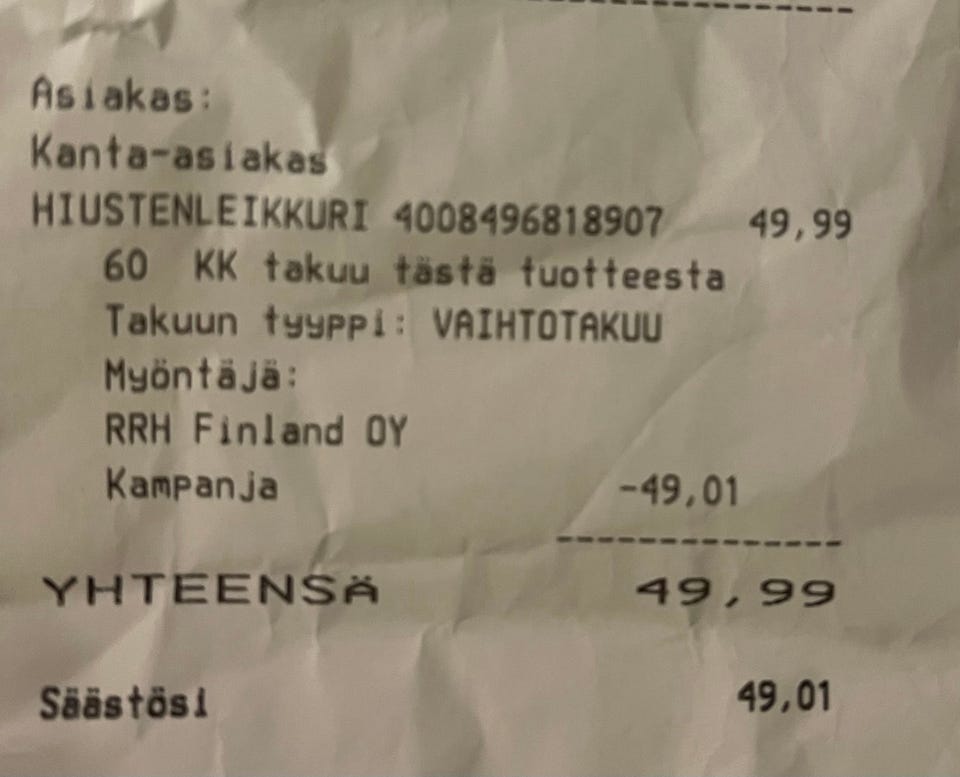 Asiakas:
Kanta-asiakas
HIUSTENLEIKKURI 4008496818907 49,99
60 KK takuu tästä tuotteesta
Takuun tyyppi: VAIHTOTAKUU
Myöntäjä:
RRH Finland OY
Kampanja -49,01
YHTEENSÄ 49,99
Säästösi 49,01